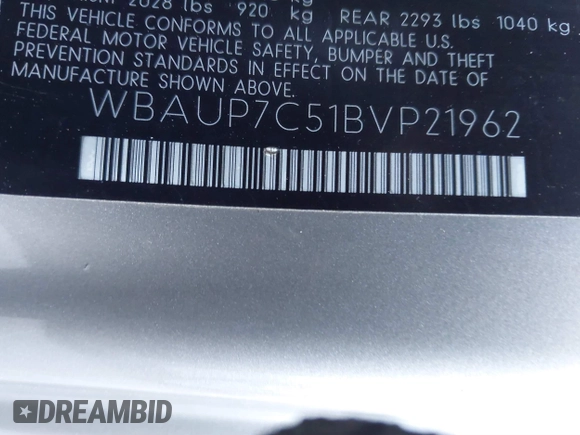 2028 lbs 920 kg REAR 2293 lbs 1040 kg
THIS VEHICLE CONFORMS TO ALL APPLICABLE U.S.
FEDERAL MOTOR VEHICLE SAFETY, BUMPER AND THEFT
PREVENTION STANDARDS IN EFFECT ON THE DATE OF
MANUFACTURE SHOWN ABOVE.
WBAUP7C51BVP21962
DREAMBID